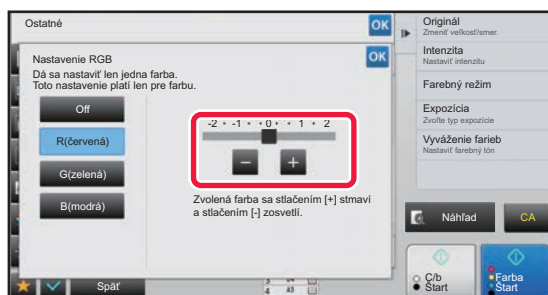 Ostatné
OK
Nastavenie RGB
OK
Dá sa nastaviť len jedna farba.
Toto nastavenie platí len pre farbu.
Off
R(červená)
G(zelená)
B(modrá)
-2 • -1 • • 0 • • 1 • 2
− +
Zvolená farba sa stlačením [+] stmaví
a stlačením [-] zosvetlí.
Späť
Originál
Zmeniť veľkosť/smer.
Intenzita
Nastaviť intenzitu
Farebný režim
Expozícia
Zvoľte typ expozície
Vyváženie farieb
Nastaviť farebný tón
Náhľad
CA
Č/b
Štart
Farba
Štart
4 A3